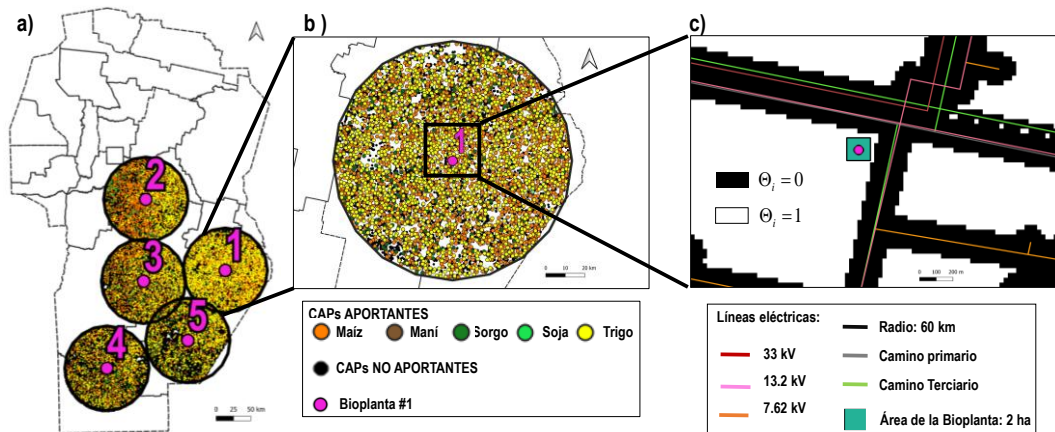 a)
2
3
1
5
4
0 25 50 km
b )
1
0 10 20 km
CAPs APORTANTES
Maíz Maní Sorgo Soja Trigo
CAPs NO APORTANTES
Bioplanta #1
c)
Θi = 0
Θi = 1
0 100 200 m
Líneas eléctricas:
33 kV
13.2 kV
7.62 kV
Radio: 60 km
Camino primario
Camino Terciario
Área de la Bioplanta: 2 ha